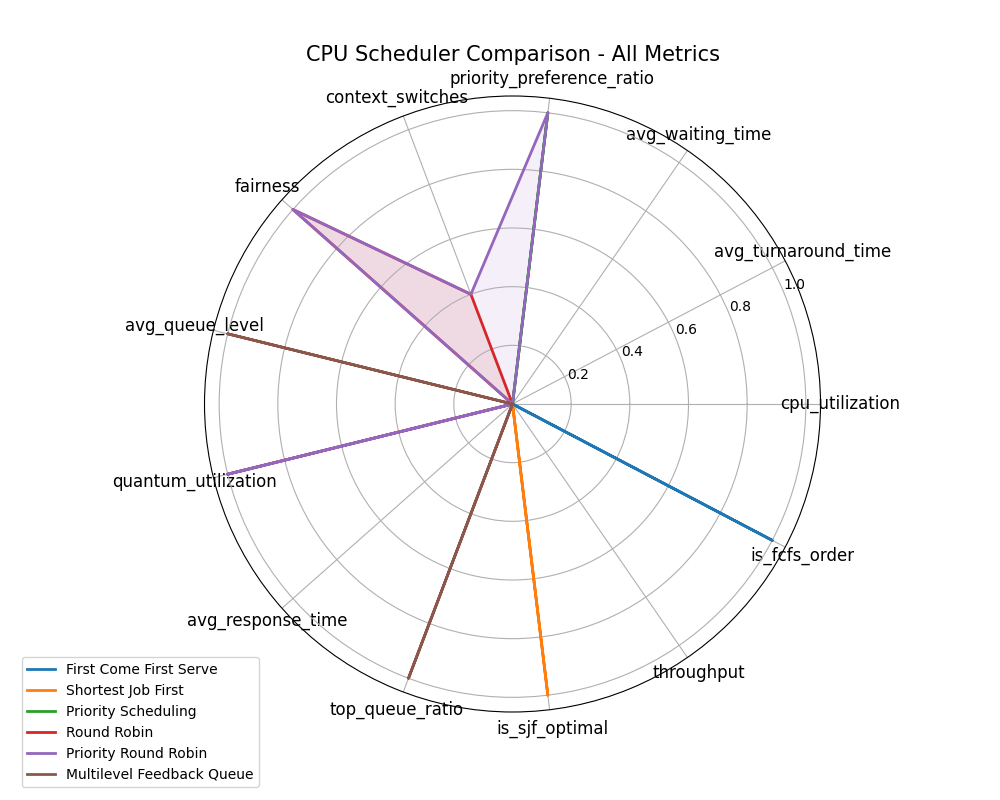 CPU Scheduler Comparison - All Metrics
priority_preference_ratio
context_switches
avg_waiting_time
fairness
avg_turnaround_time
1.0
0.8
avg_queue_level
0.6
0.4
0.2
cpu_utilization
quantum_utilization
is_fcfs_order
avg_response_time
throughput
top_queue_ratio
is_sjf_optimal
First Come First Serve
Shortest Job First
Priority Scheduling
Round Robin
Priority Round Robin
Multilevel Feedback Queue